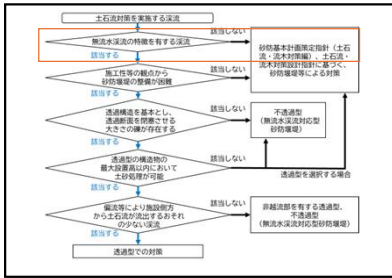 土石流対策を実施する渓流
無流水渓流の特徴を有する渓流
該当しない
該当する
砂防基本計画策定指針（土石
流・流木対策編）、土石流・
流木対策設計指針に基づく、
砂防堰堤等による対策
施工性等の観点から
砂防堰堤の整備が困難
該当しない
該当する
透過構造を基本とし、
透過断面を閉塞させる
大きさの礫が存在する
該当しない
該当する
不透過型
（無流水渓流対応型
砂防堰堤）
透過型の構造物の
最大設置高以内において
土砂処理が可能
該当しない
該当する
透過型を選択する場合
偏流等により施設側方
から土石流が流出するおそれ
の少ない渓流
該当しない
該当する
非越流部を有する透過型、
不透過型
（無流水渓流対応型砂防堰堤）
透過型での対策